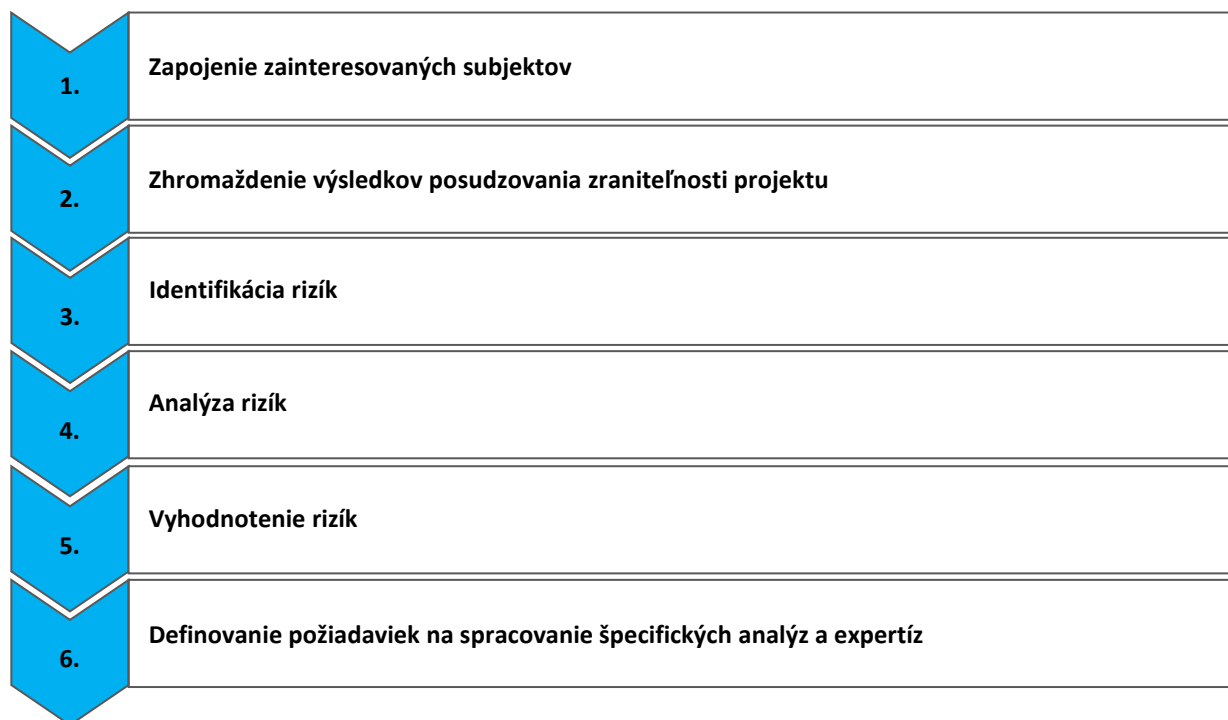 1.
Zapojenie zainteresovaných subjektov
2.
Zhromaždenie výsledkov posudzovania zraniteľnosti projektu
3.
Identifikácia rizík
4.
Analýza rizík
5.
Vyhodnotenie rizík
6.
Definovanie požiadaviek na spracovanie špecifických analýz a expertíz